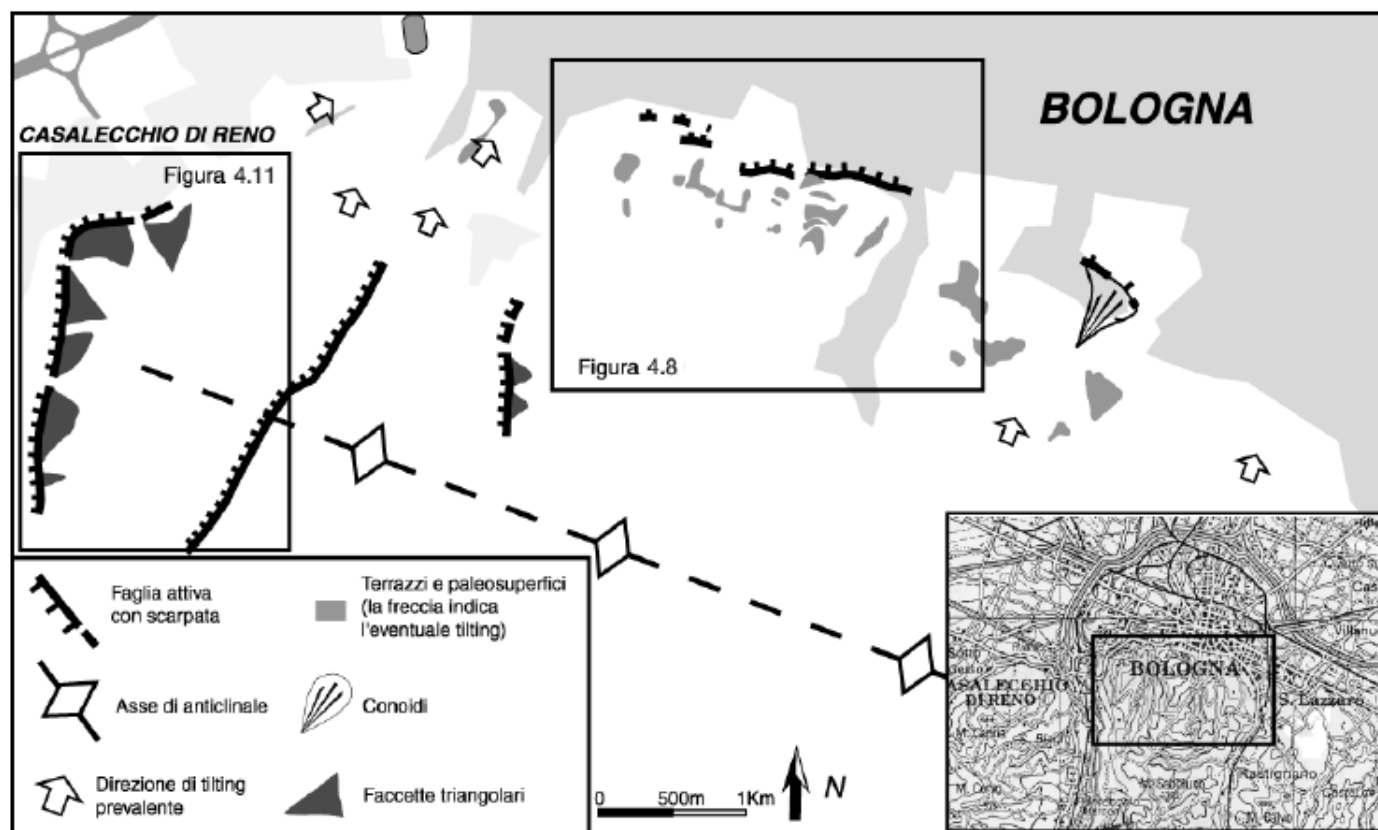 BOLOGNA
CASALECCHIO DI RENO
Figura 4.11
Figura 4.8
Faglia attiva
con scarpata
Terrazzi e paleosuperfici
(la freccia indica
l'eventuale tilting)
Asse di anticlinale
Conoidi
Direzione di tilting
prevalente
Faccette triangolari
0 500m 1Km
N
BOLOGNA
DI RENO
S. Lazzaro
Rastignano